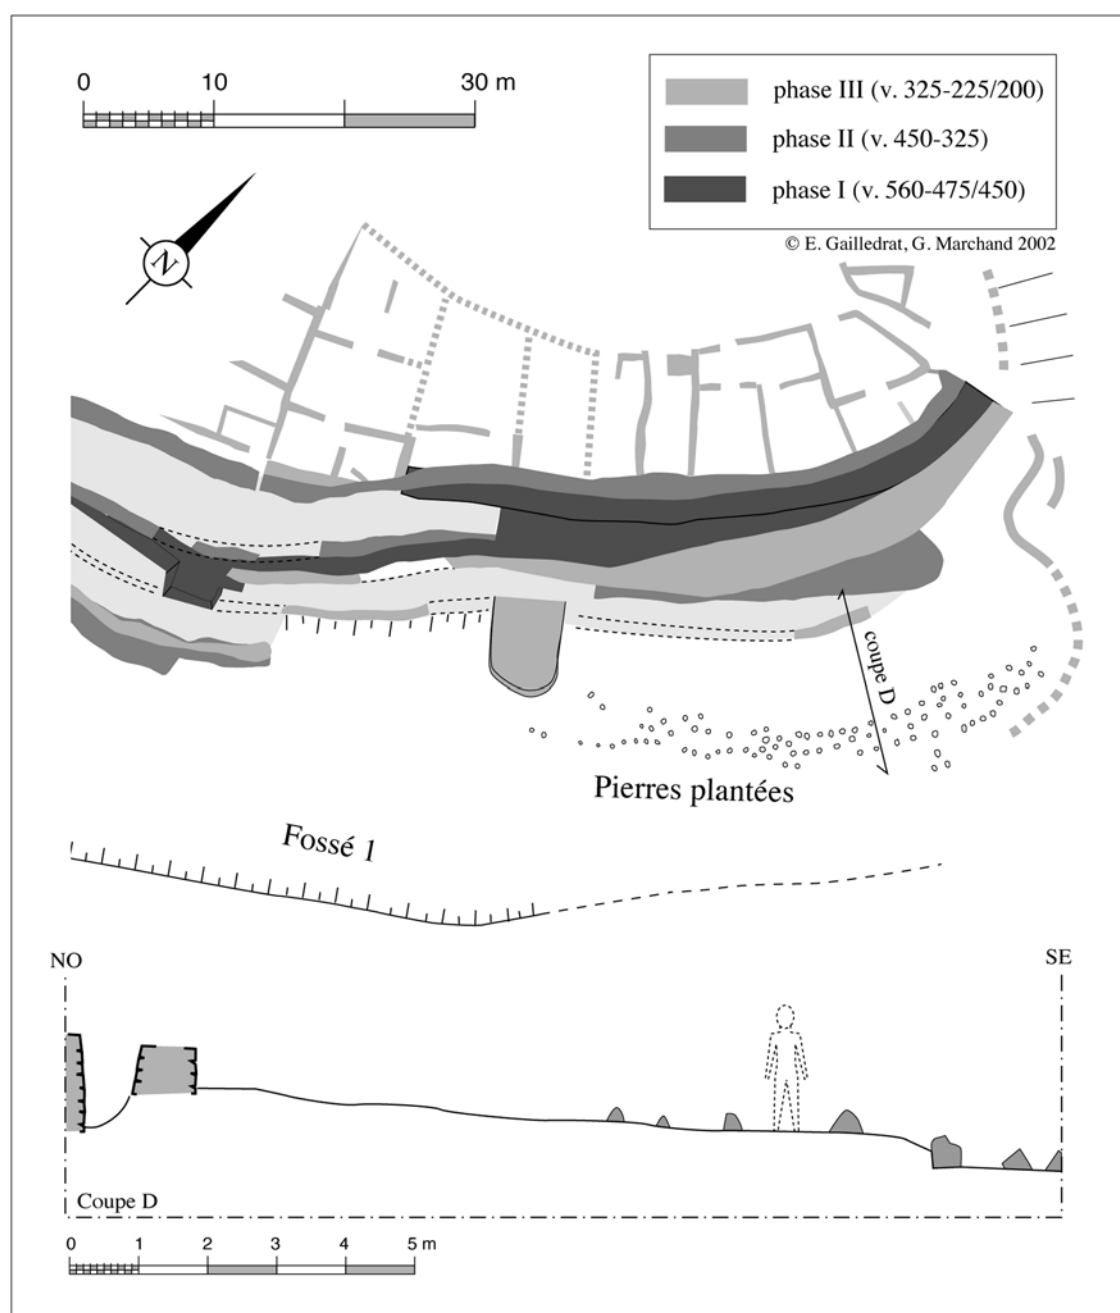 0 10 30 m
phase III (v. 325-225/200)
phase II (v. 450-325)
phase I (v. 560-475/450)
© E. Gailledrat, G. Marchand 2002
N
coupe D
Pierres plantées
Fossé 1
NO
SE
Coupe D
0 1 2 3 4 5 m